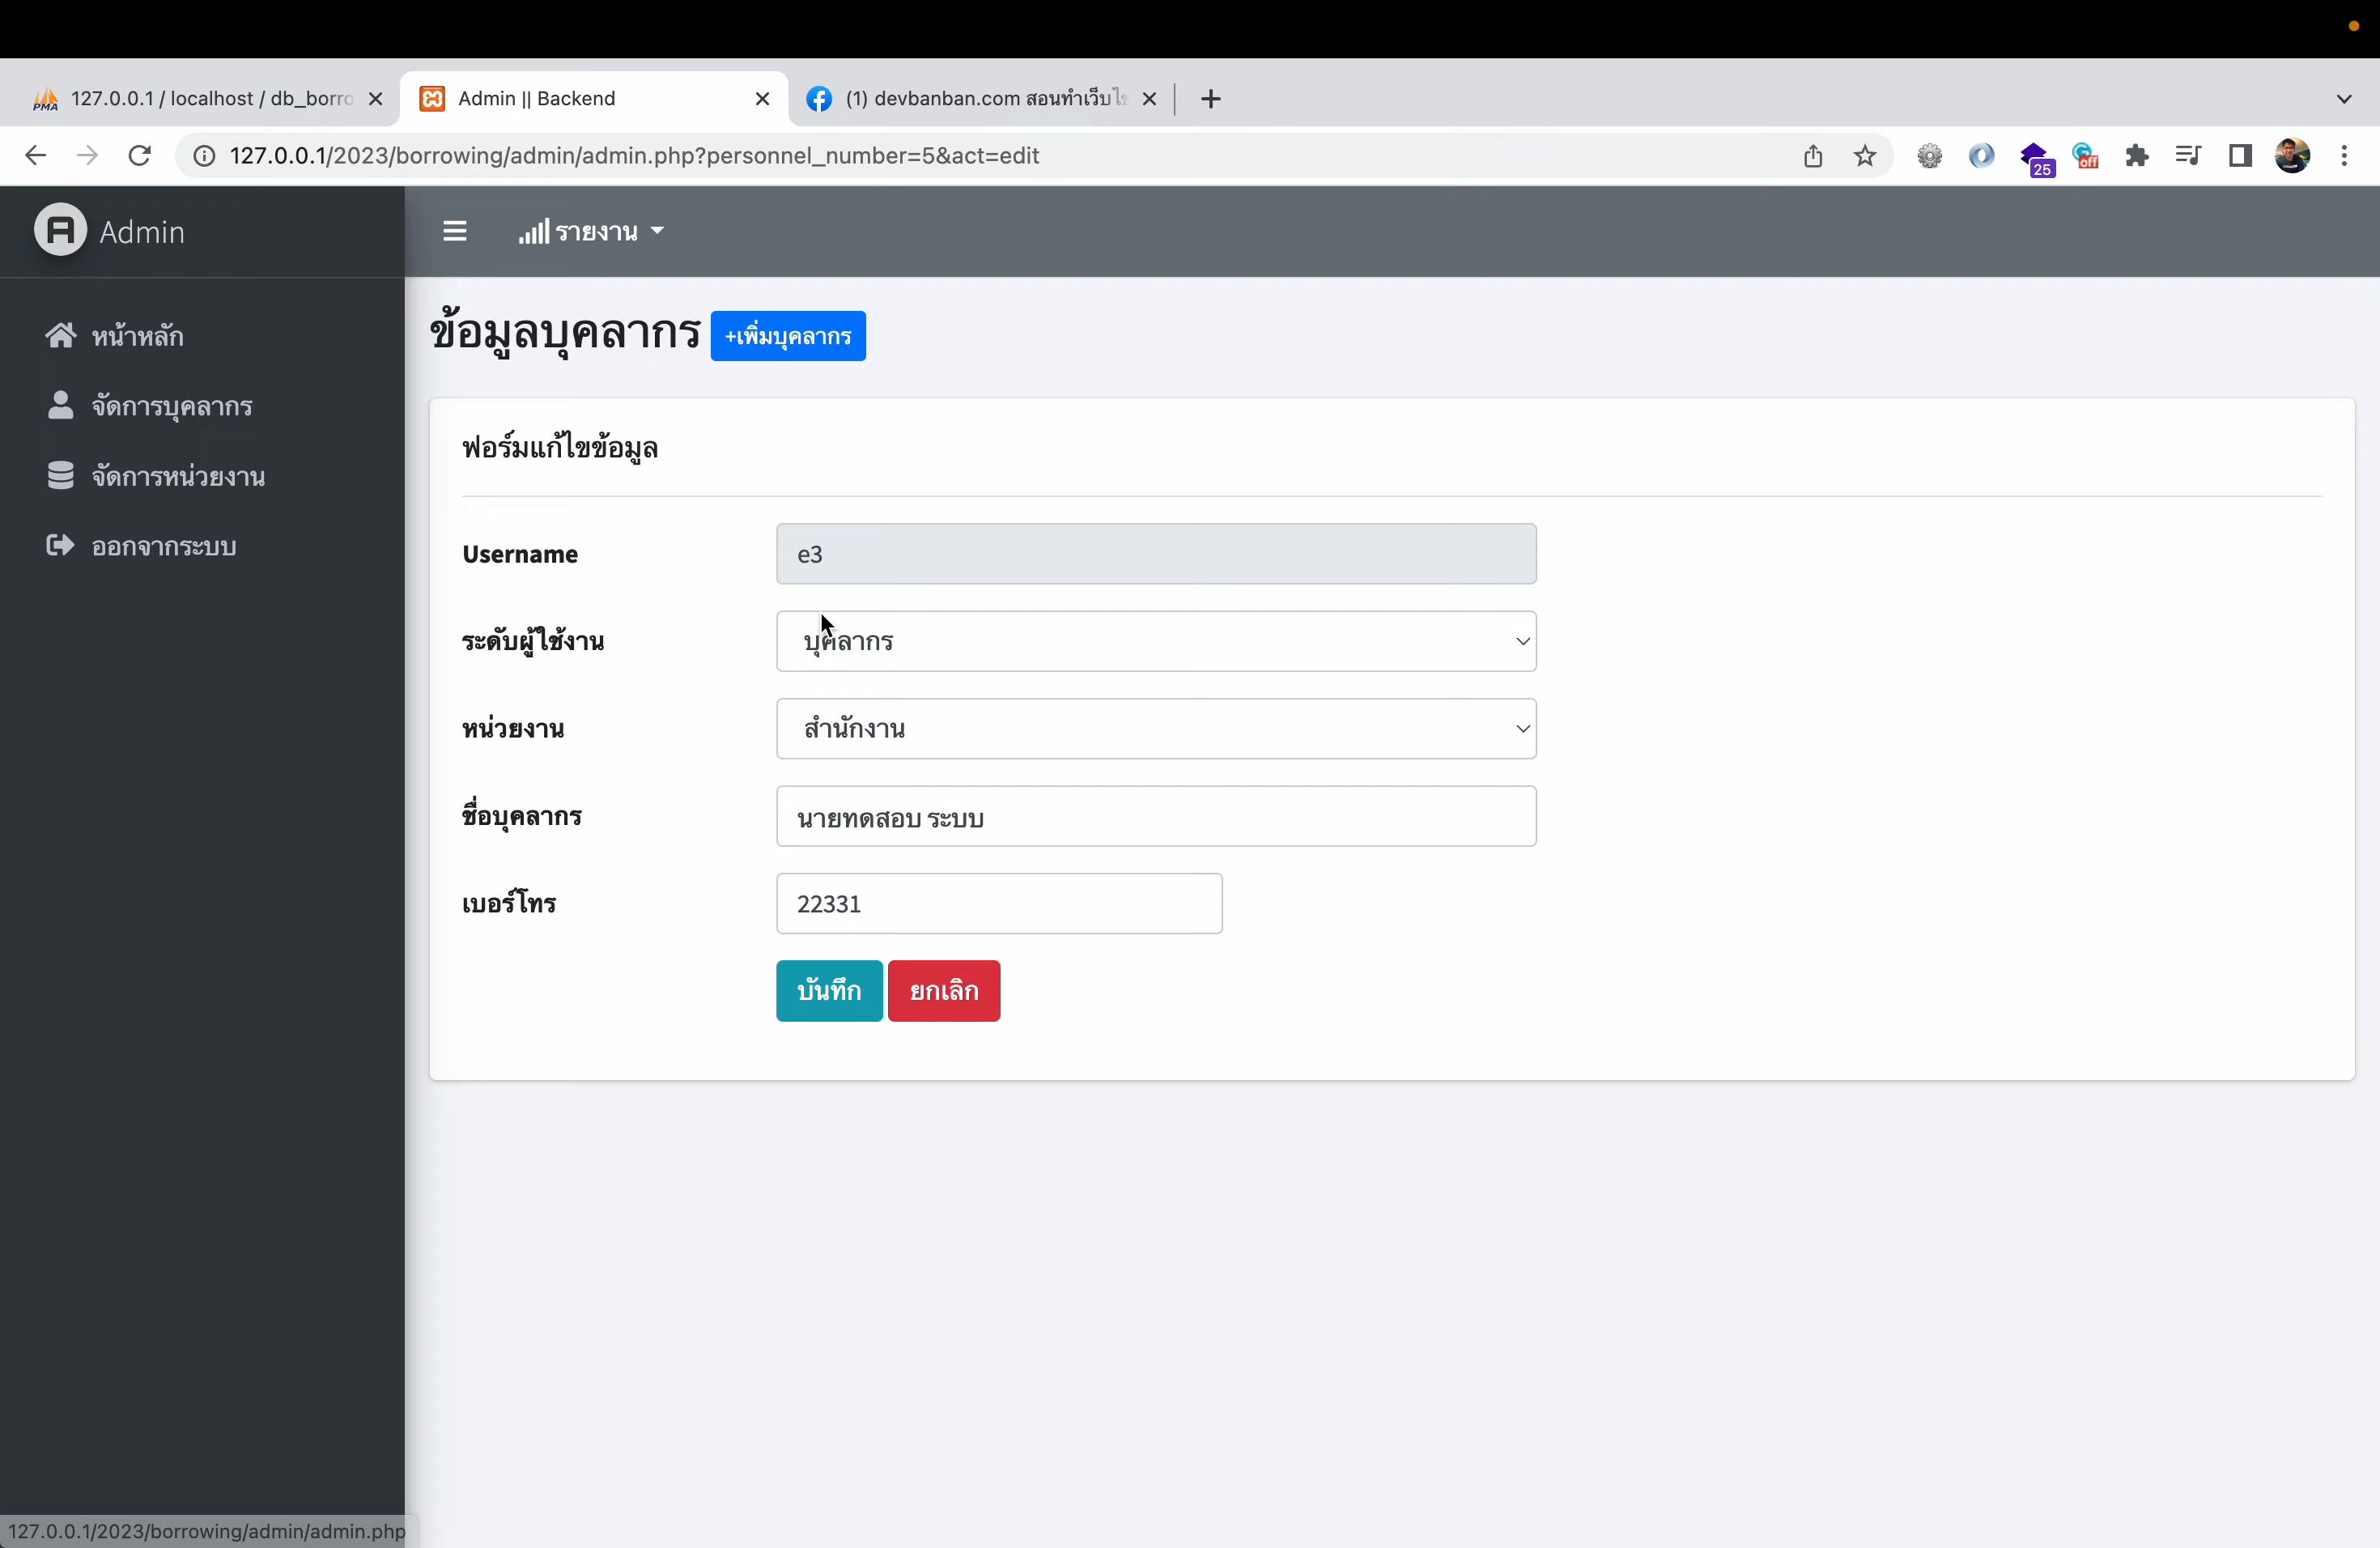 127.0.0.1 / localhost / db_borro
Admin || Backend
(1) devbanban.com สอนทำเว็บไซ
127.0.0.1/2023/borrowing/admin/admin.php?personnel_number=5&act=edit
25
off
Admin
รายงาน
หน้าหลัก
จัดการบุคลากร
จัดการหน่วยงาน
ออกจากระบบ
ข้อมูลบุคลากร +เพิ่มบุคลากร
ฟอร์มแก้ไขข้อมูล
Username e3
ระดับผู้ใช้งาน บุคลากร
หน่วยงาน สำนักงาน
ชื่อบุคลากร นายทดสอบ ระบบ
เบอร์โทร 22331
บันทึก ยกเลิก
127.0.0.1/2023/borrowing/admin/admin.php